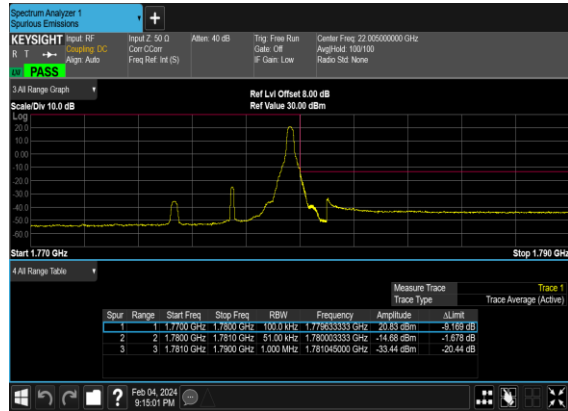 Spectrum Analyzer 1
Spurious Emissions
+
KEYSIGHT Input: RF Input Z: 50 Ω Atten: 40 dB Trig: Free Run Center Freq: 22.005000000 GHz
R T Coupling: DC Corr CCorr Gate: Off Avg|Hold: 100/100
Align: Auto Freq Ref: Int (S) IF Gain: Low Radio Std: None
PASS
3 All Range Graph
Ref Lvl Offset 8.00 dB
Scale/Div 10.0 dB Ref Value 30.00 dBm
Log
20.0
10.0
0.00
-10.0
-20.0
-30.0
-40.0
-50.0
-60.0
Start 1.770 GHz Stop 1.790 GHz
4 All Range Table
Measure Trace Trace 1
Trace Type Trace Average (Active)
Spur Range Start Freq Stop Freq RBW Frequency Amplitude ΔLimit
1 1 1.7700 GHz 1.7800 GHz 100.0 kHz 1.779633333 GHz 20.83 dBm -9.169 dB
2 2 1.7800 GHz 1.7810 GHz 51.00 kHz 1.780003333 GHz -14.68 dBm -1.678 dB
3 3 1.7810 GHz 1.7900 GHz 1.000 MHz 1.781045000 GHz -33.44 dBm -20.44 dB
? Feb 04, 2024
9:15:01 PM